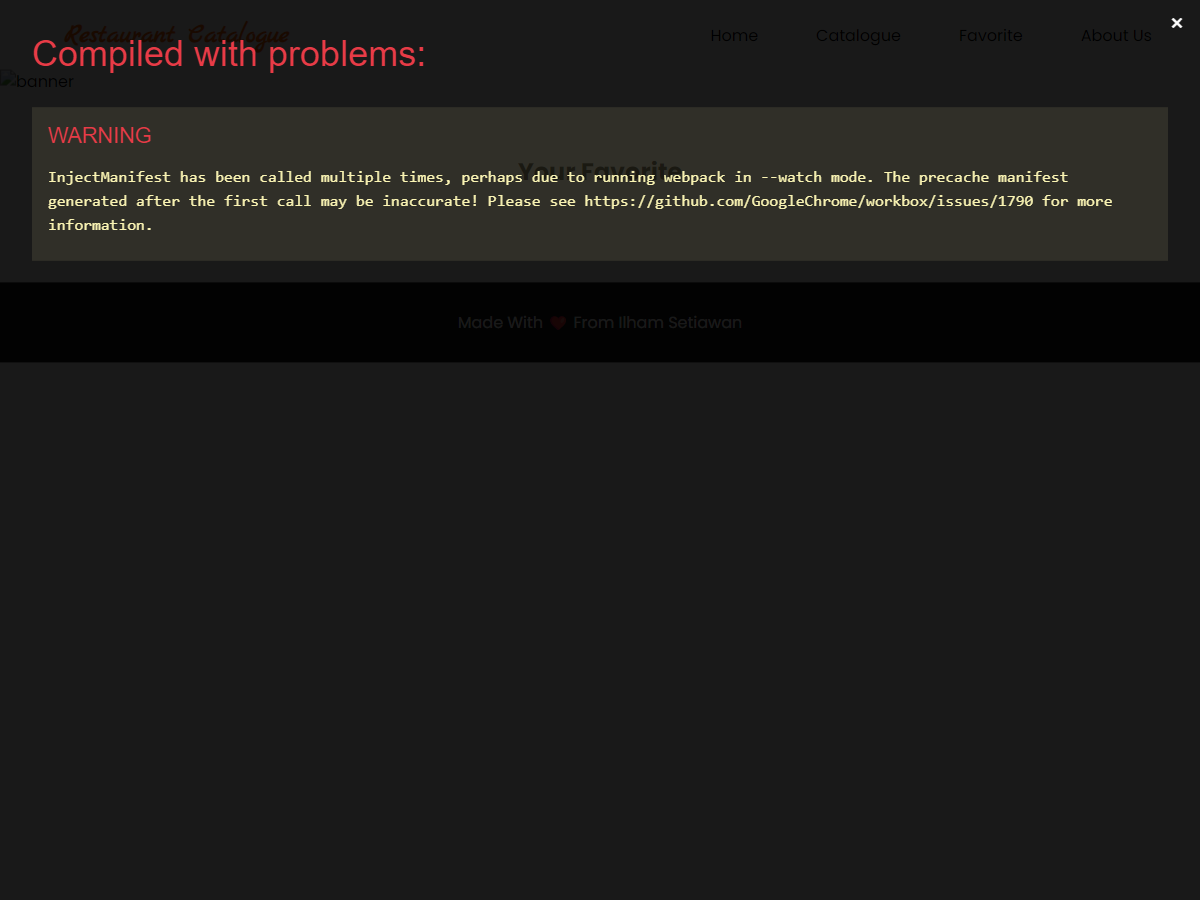 Restaurant Catalogue
Home
Catalogue
Favorite
About Us
×
Compiled with problems:
banner
WARNING
Your Favorite
InjectManifest has been called multiple times, perhaps due to running webpack in --watch mode. The precache manifest
generated after the first call may be inaccurate! Please see https://github.com/GoogleChrome/workbox/issues/1790 for more
information.
Made With ❤ From Ilham Setiawan